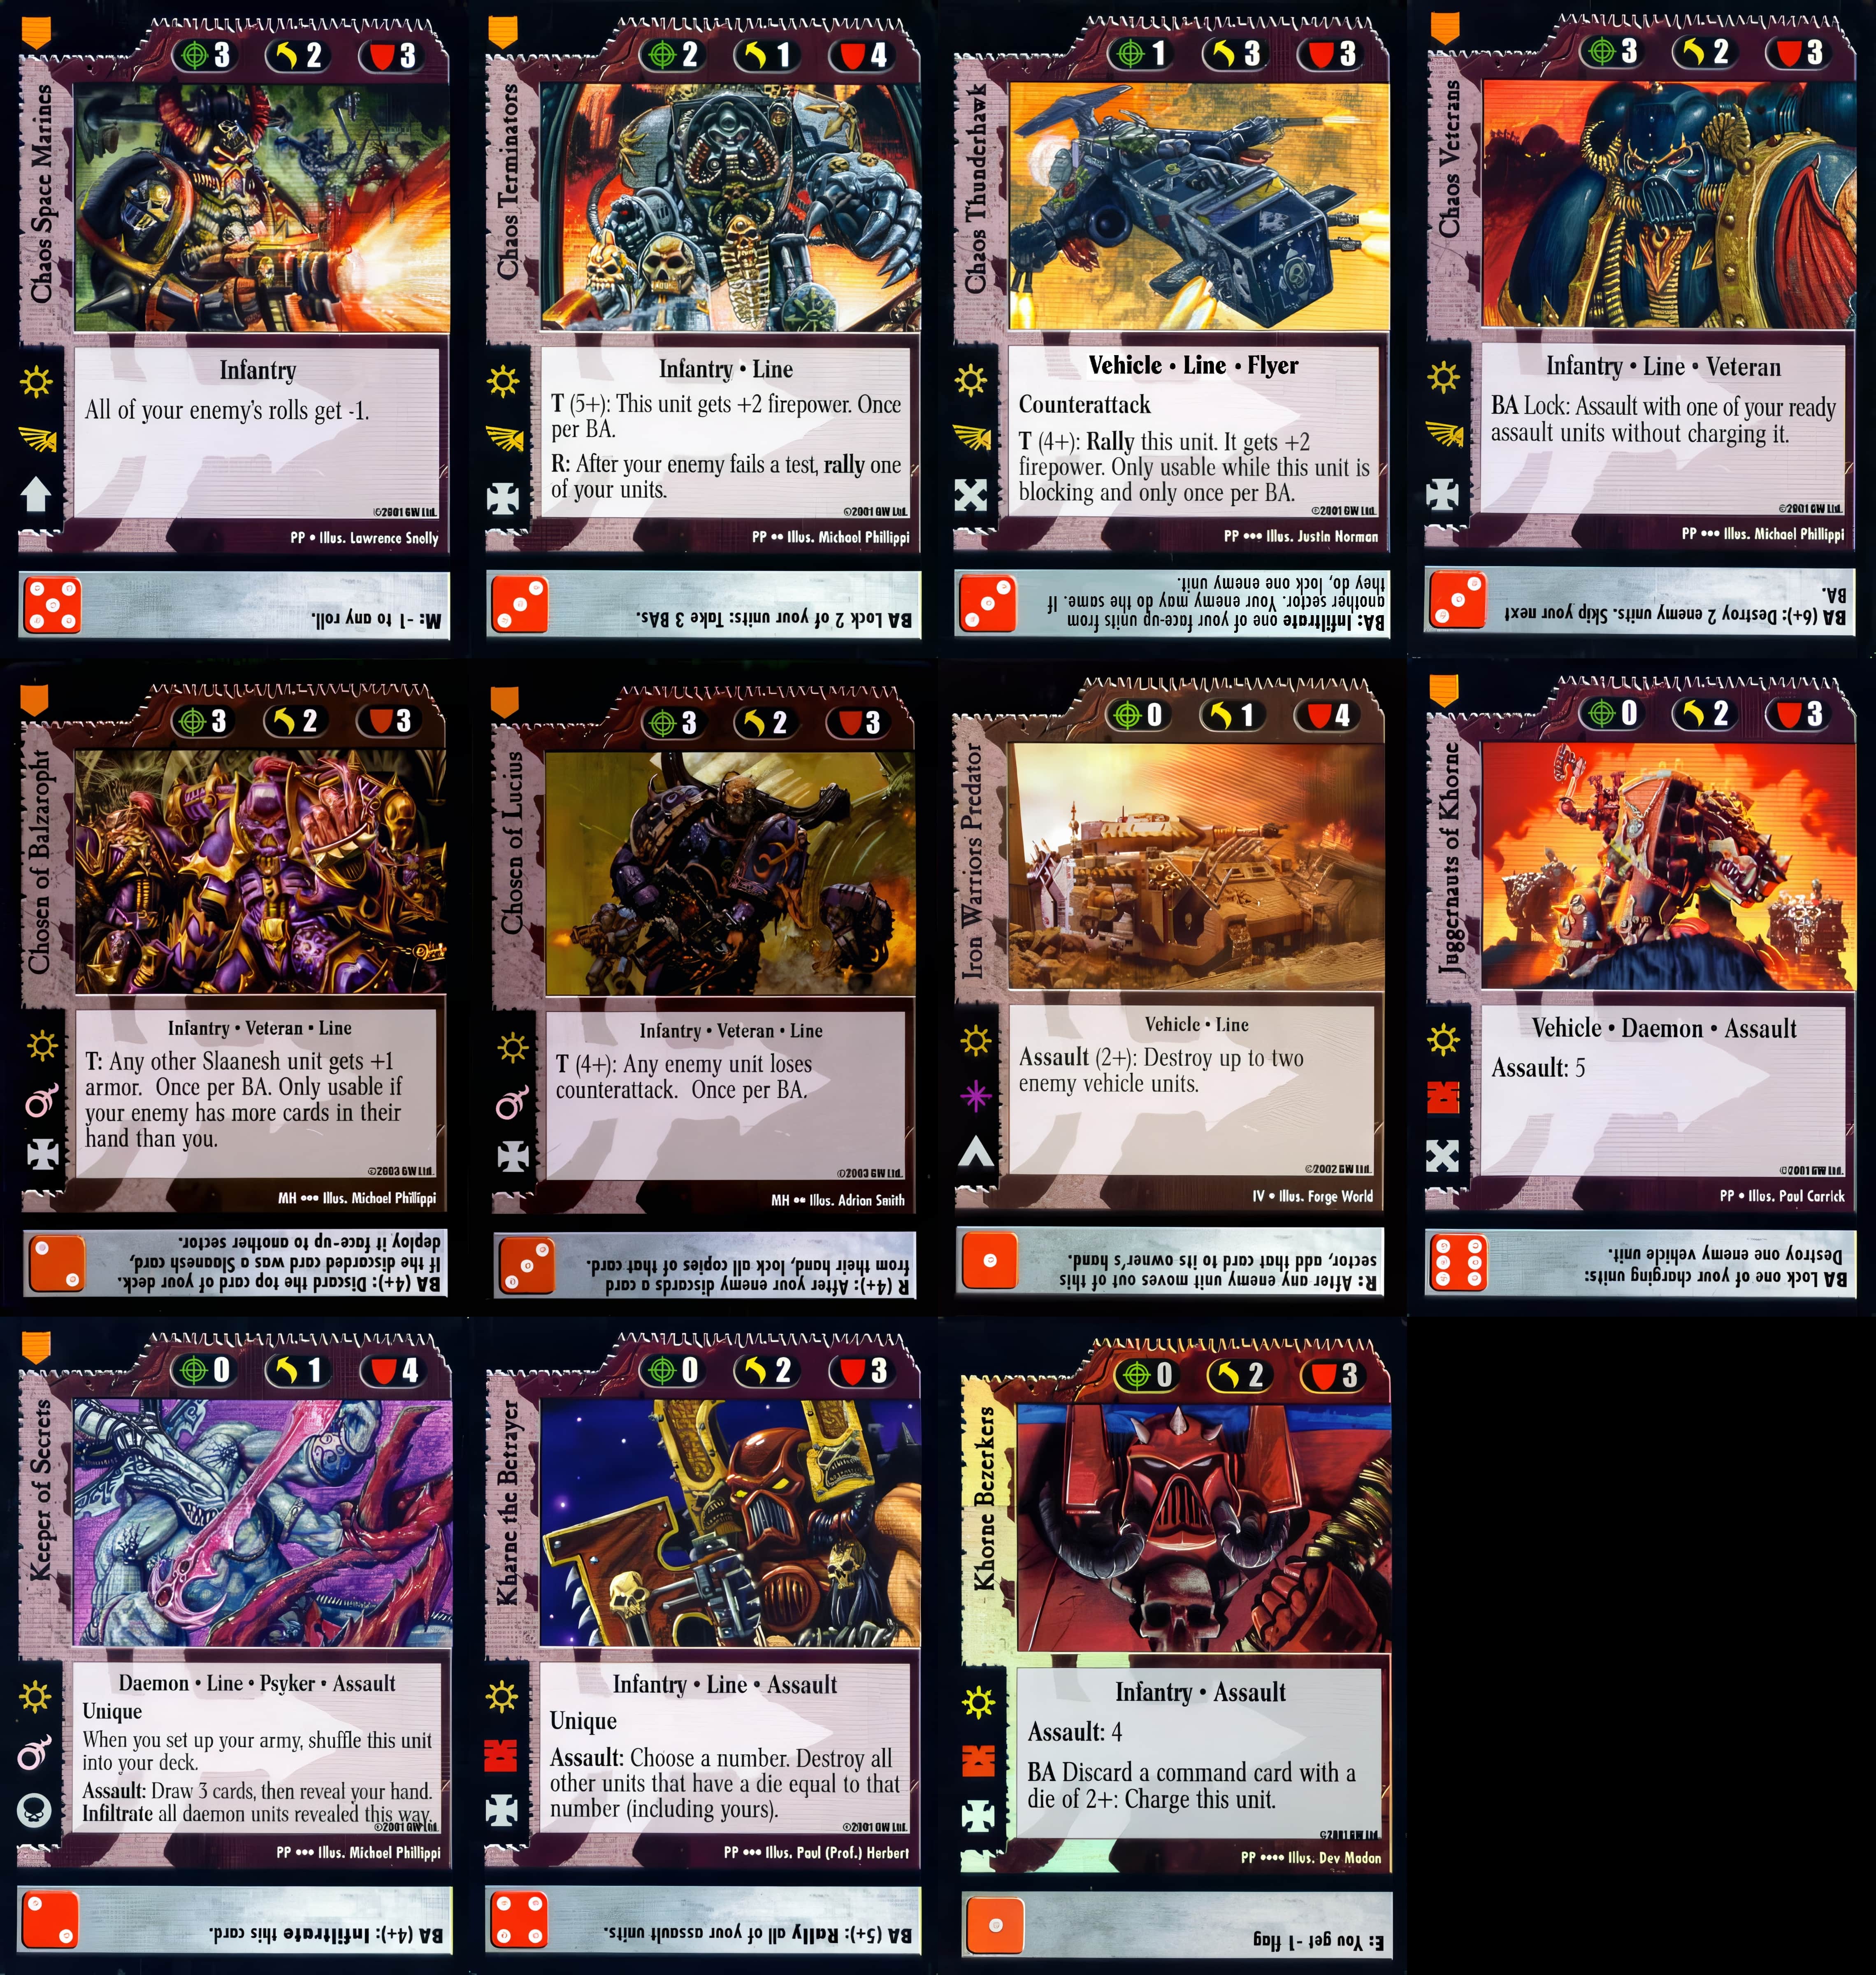 3 2 3
Chaos Space Marines
Infantry
All of your enemy's rolls get -1.
©2001 GW Ltd.
PP • Illus. Lawrence Snelly
M: -1 to any roll.
2 1 4
Chaos Terminators
Infantry • Line
T (5+): This unit gets +2 firepower. Once
per BA.
R: After your enemy fails a test, rally one
of your units.
©2001 GW Ltd.
PP •• Illus. Michael Phillippi
BA Lock 2 of your units: Take 3 BAs.
1 3 3
Chaos Thunderhawk
Vehicle • Line • Flyer
Counterattack
T (4+): Rally this unit. It gets +2
firepower. Only usable while this unit is
blocking and only once per BA.
©2001 GW Ltd.
PP ••• Illus. Justin Norman
BA: Infiltrate one of your face-up units from
another sector. Your enemy may do the same. If
they do, lock one enemy unit.
3 2 3
Chaos Veterans
Infantry • Line • Veteran
BA Lock: Assault with one of your ready
assault units without charging it.
©2001 GW Ltd.
PP ••• Illus. Michael Phillippi
BA (6+): Destroy 2 enemy units. Skip your next
BA.
3 2 3
Chosen of Balzaropht
Infantry • Veteran • Line
T: Any other Slaanesh unit gets +1
armor. Once per BA. Only usable if
your enemy has more cards in their
hand than you.
©2003 GW Ltd.
MH ••• Illus. Michael Phillippi
BA (4+): Discard the top card of your deck.
If the discarded card was a Slaanesh card,
deploy it face-up to another sector.
3 2 3
Chosen of Lucius
Infantry • Veteran • Line
T (4+): Any enemy unit loses
counterattack. Once per BA.
©2003 GW Ltd.
MH •• Illus. Adrian Smith
R (4+): After your enemy discards a card
from their hand, lock all copies of that card.
0 1 4
Iron Warriors Predator
Vehicle • Line
Assault (2+): Destroy up to two
enemy vehicle units.
©2002 GW Ltd.
IV • Illus. Forge World
R: After any enemy unit moves out of this
sector, add that card to its owner's hand.
0 2 3
Juggernauts of Khorne
Vehicle • Daemon • Assault
Assault: 5
©2001 GW Ltd.
PP • Illus. Paul Carrick
BA Lock one of your charging units:
Destroy one enemy vehicle unit.
0 1 4
Keeper of Secrets
Daemon • Line • Psyker • Assault
Unique
When you set up your army, shuffle this unit
into your deck.
Assault: Draw 3 cards, then reveal your hand.
Infiltrate all daemon units revealed this way.
©2001 GW Ltd.
PP ••• Illus. Michael Phillippi
BA (4+): Infiltrate this card.
0 2 3
Kharne the Betrayer
Infantry • Line • Assault
Unique
Assault: Choose a number. Destroy all
other units that have a die equal to that
number (including yours).
©2001 GW Ltd.
PP ••• Illus. Paul (Prof.) Herbert
BA (5+): Rally all of your assault units.
0 2 3
Khorne Bezerkers
Infantry • Assault
Assault: 4
BA Discard a command card with a
die of 2+: Charge this unit.
©2001 GW Ltd.
PP •••• Illus. Dev Madan
E: You get -1 flag